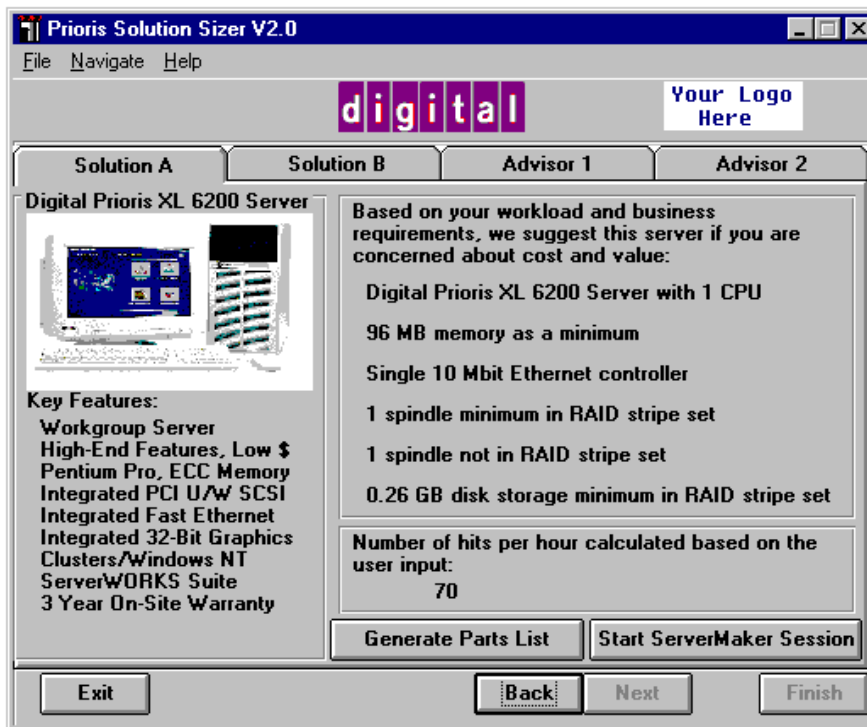 Prioris Solution Sizer V2.0
File Navigate Help
digital
Your Logo
Here
Solution A
Solution B
Advisor 1
Advisor 2
Digital Prioris XL 6200 Server
Key Features:
Workgroup Server
High-End Features, Low $
Pentium Pro, ECC Memory
Integrated PCI U/W SCSI
Integrated Fast Ethernet
Integrated 32-Bit Graphics
Clusters/Windows NT
ServerWORKS Suite
3 Year On-Site Warranty
Based on your workload and business
requirements, we suggest this server if you are
concerned about cost and value:
Digital Prioris XL 6200 Server with 1 CPU
96 MB memory as a minimum
Single 10 Mbit Ethernet controller
1 spindle minimum in RAID stripe set
1 spindle not in RAID stripe set
0.26 GB disk storage minimum in RAID stripe set
Number of hits per hour calculated based on the
user input:
70
Generate Parts List
Start ServerMaker Session
Exit
Back
Next
Finish